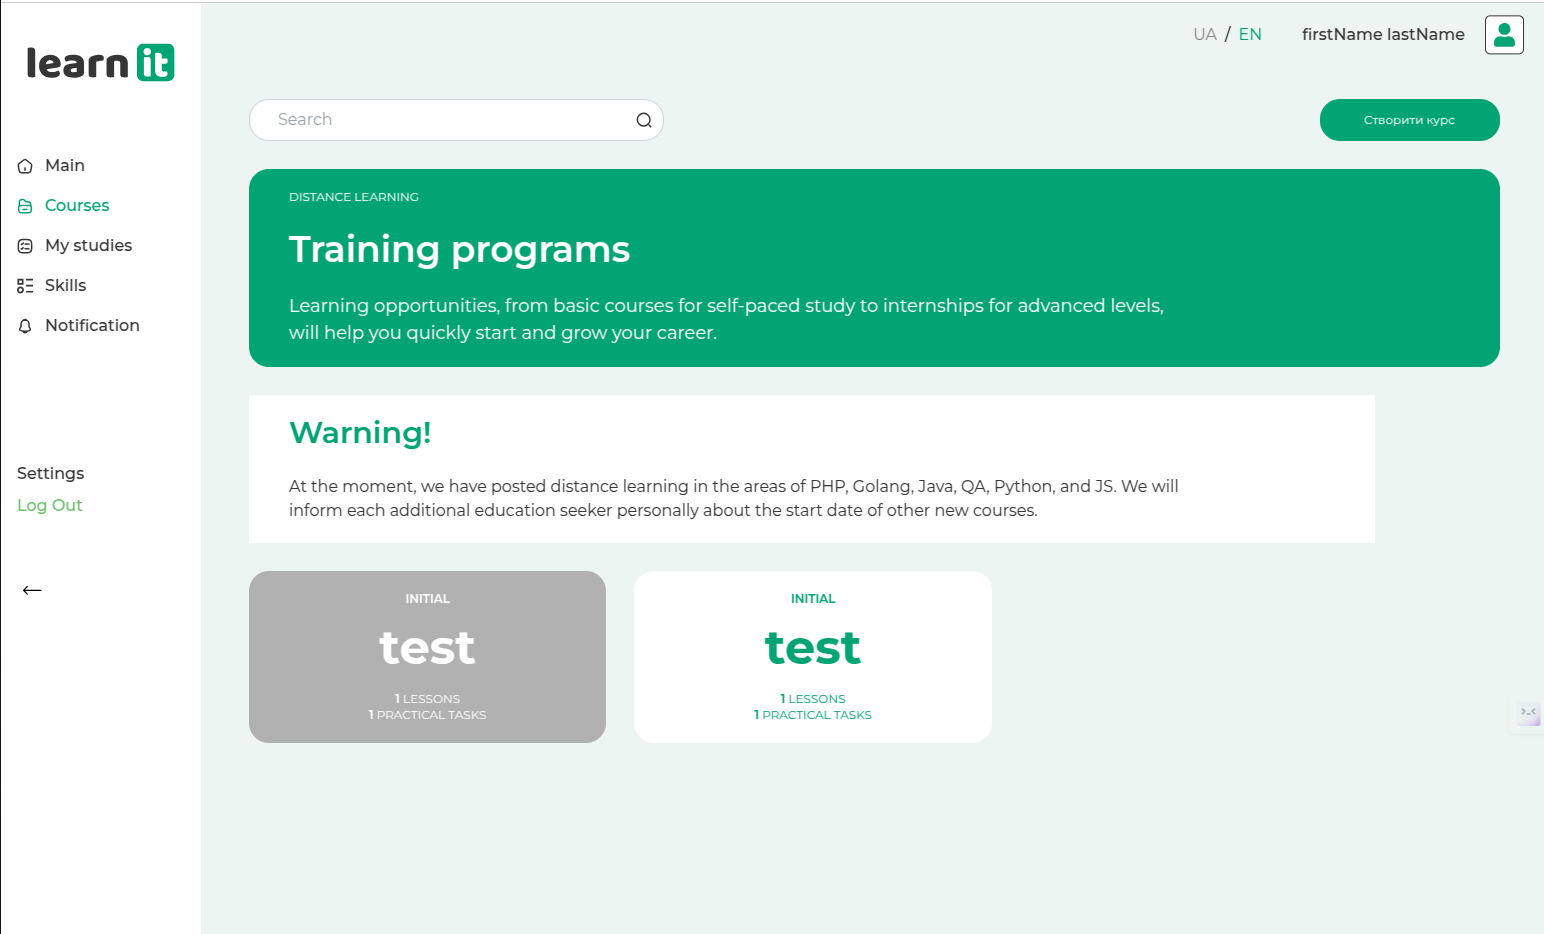 learn it
UA / EN
firstName lastName
Search
Створити курс
Main
Courses
My studies
Skills
Notification
Settings
Log Out
DISTANCE LEARNING
Training programs
Learning opportunities, from basic courses for self-paced study to internships for advanced levels,
will help you quickly start and grow your career.
Warning!
At the moment, we have posted distance learning in the areas of PHP, Golang, Java, QA, Python, and JS. We will
inform each additional education seeker personally about the start date of other new courses.
INITIAL
test
1 LESSONS
1 PRACTICAL TASKS
INITIAL
test
1 LESSONS
1 PRACTICAL TASKS